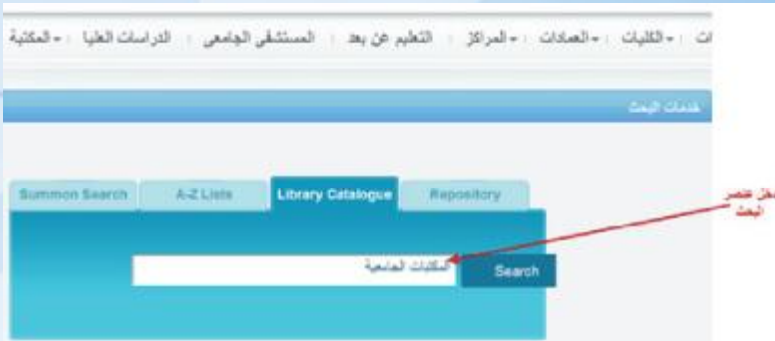 ات الكليات العمادات المراكز التعليم عن بعد المستشفى الجامعى الدراسات العليا المكتبة
خدمات البحث
Summon Search A-Z Lists Library Catalogue Repository
عنصر
البحث
المكتبات الجامعية Search